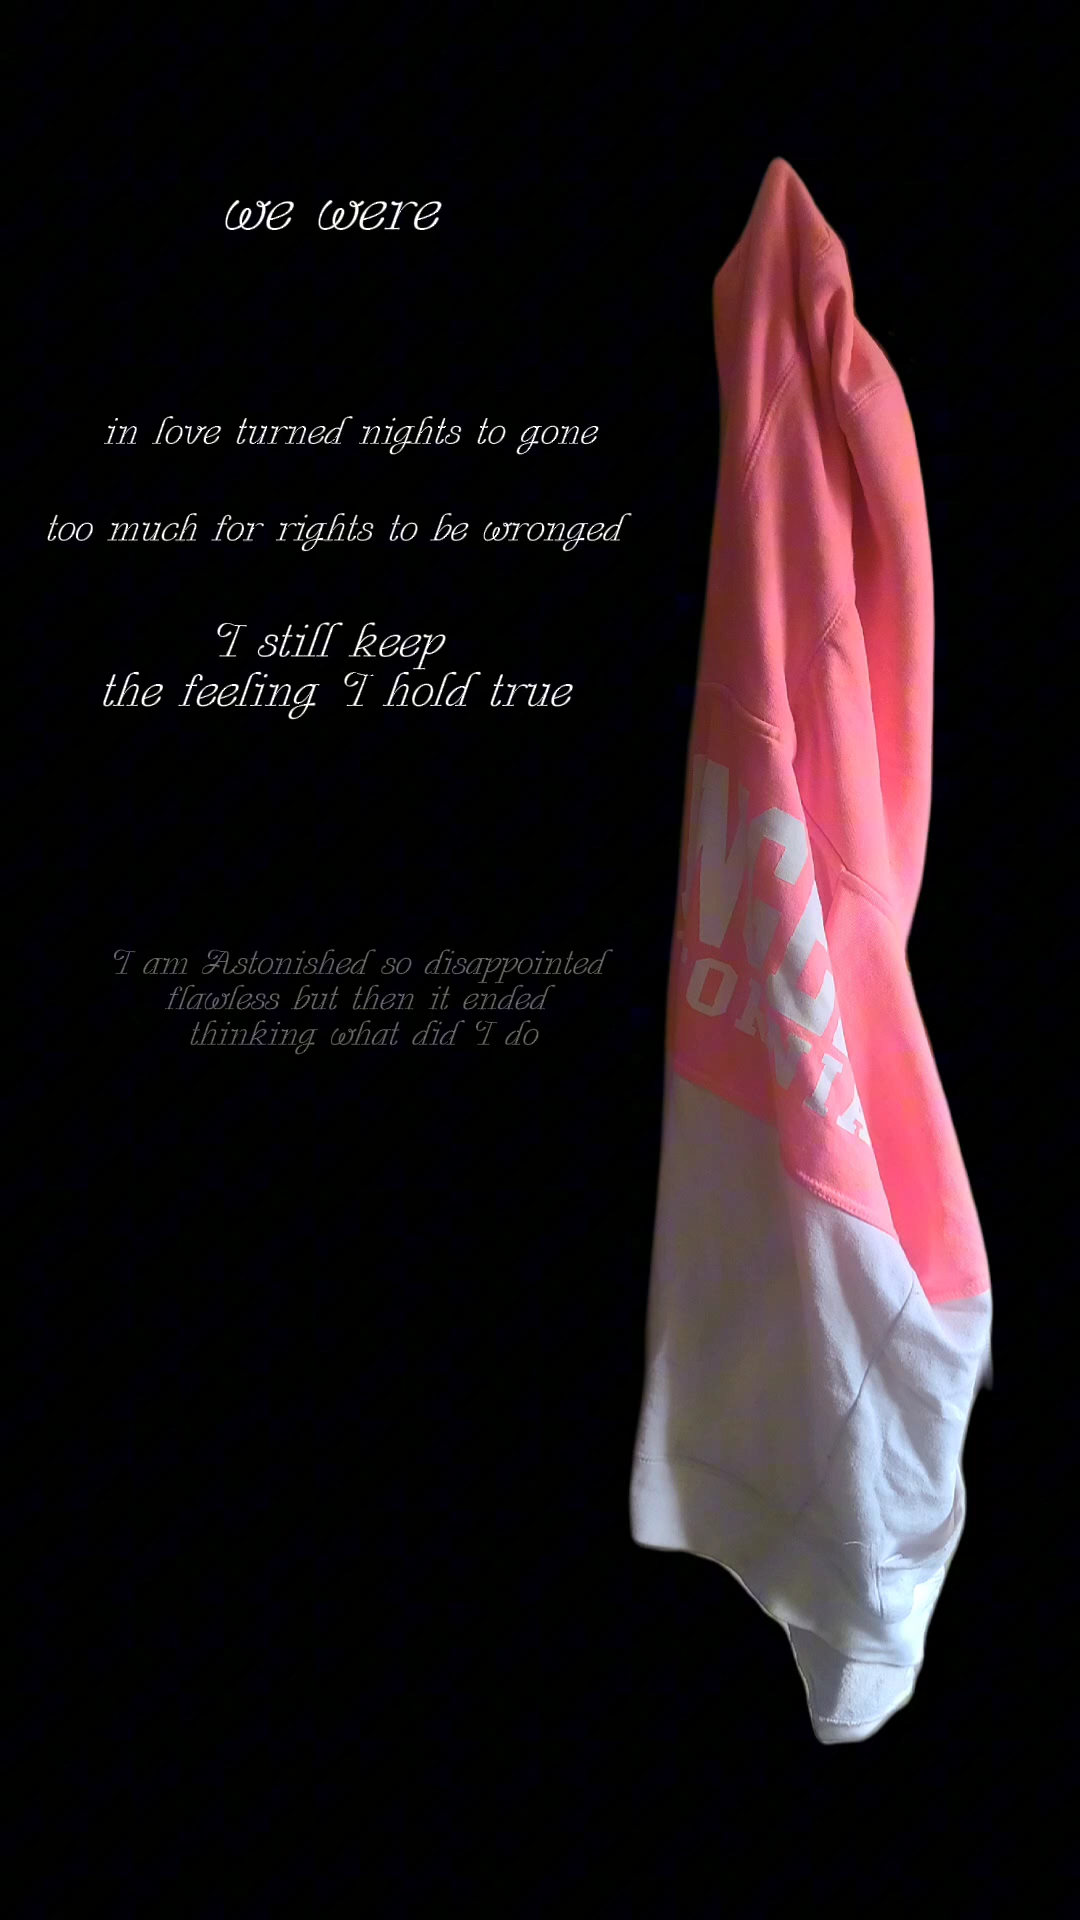 we were
in love turned nights to gone
too much for rights to be wronged
I still keep
the feeling I hold true
I am Astonished so disappointed
flawless but then it ended
thinking what did I do